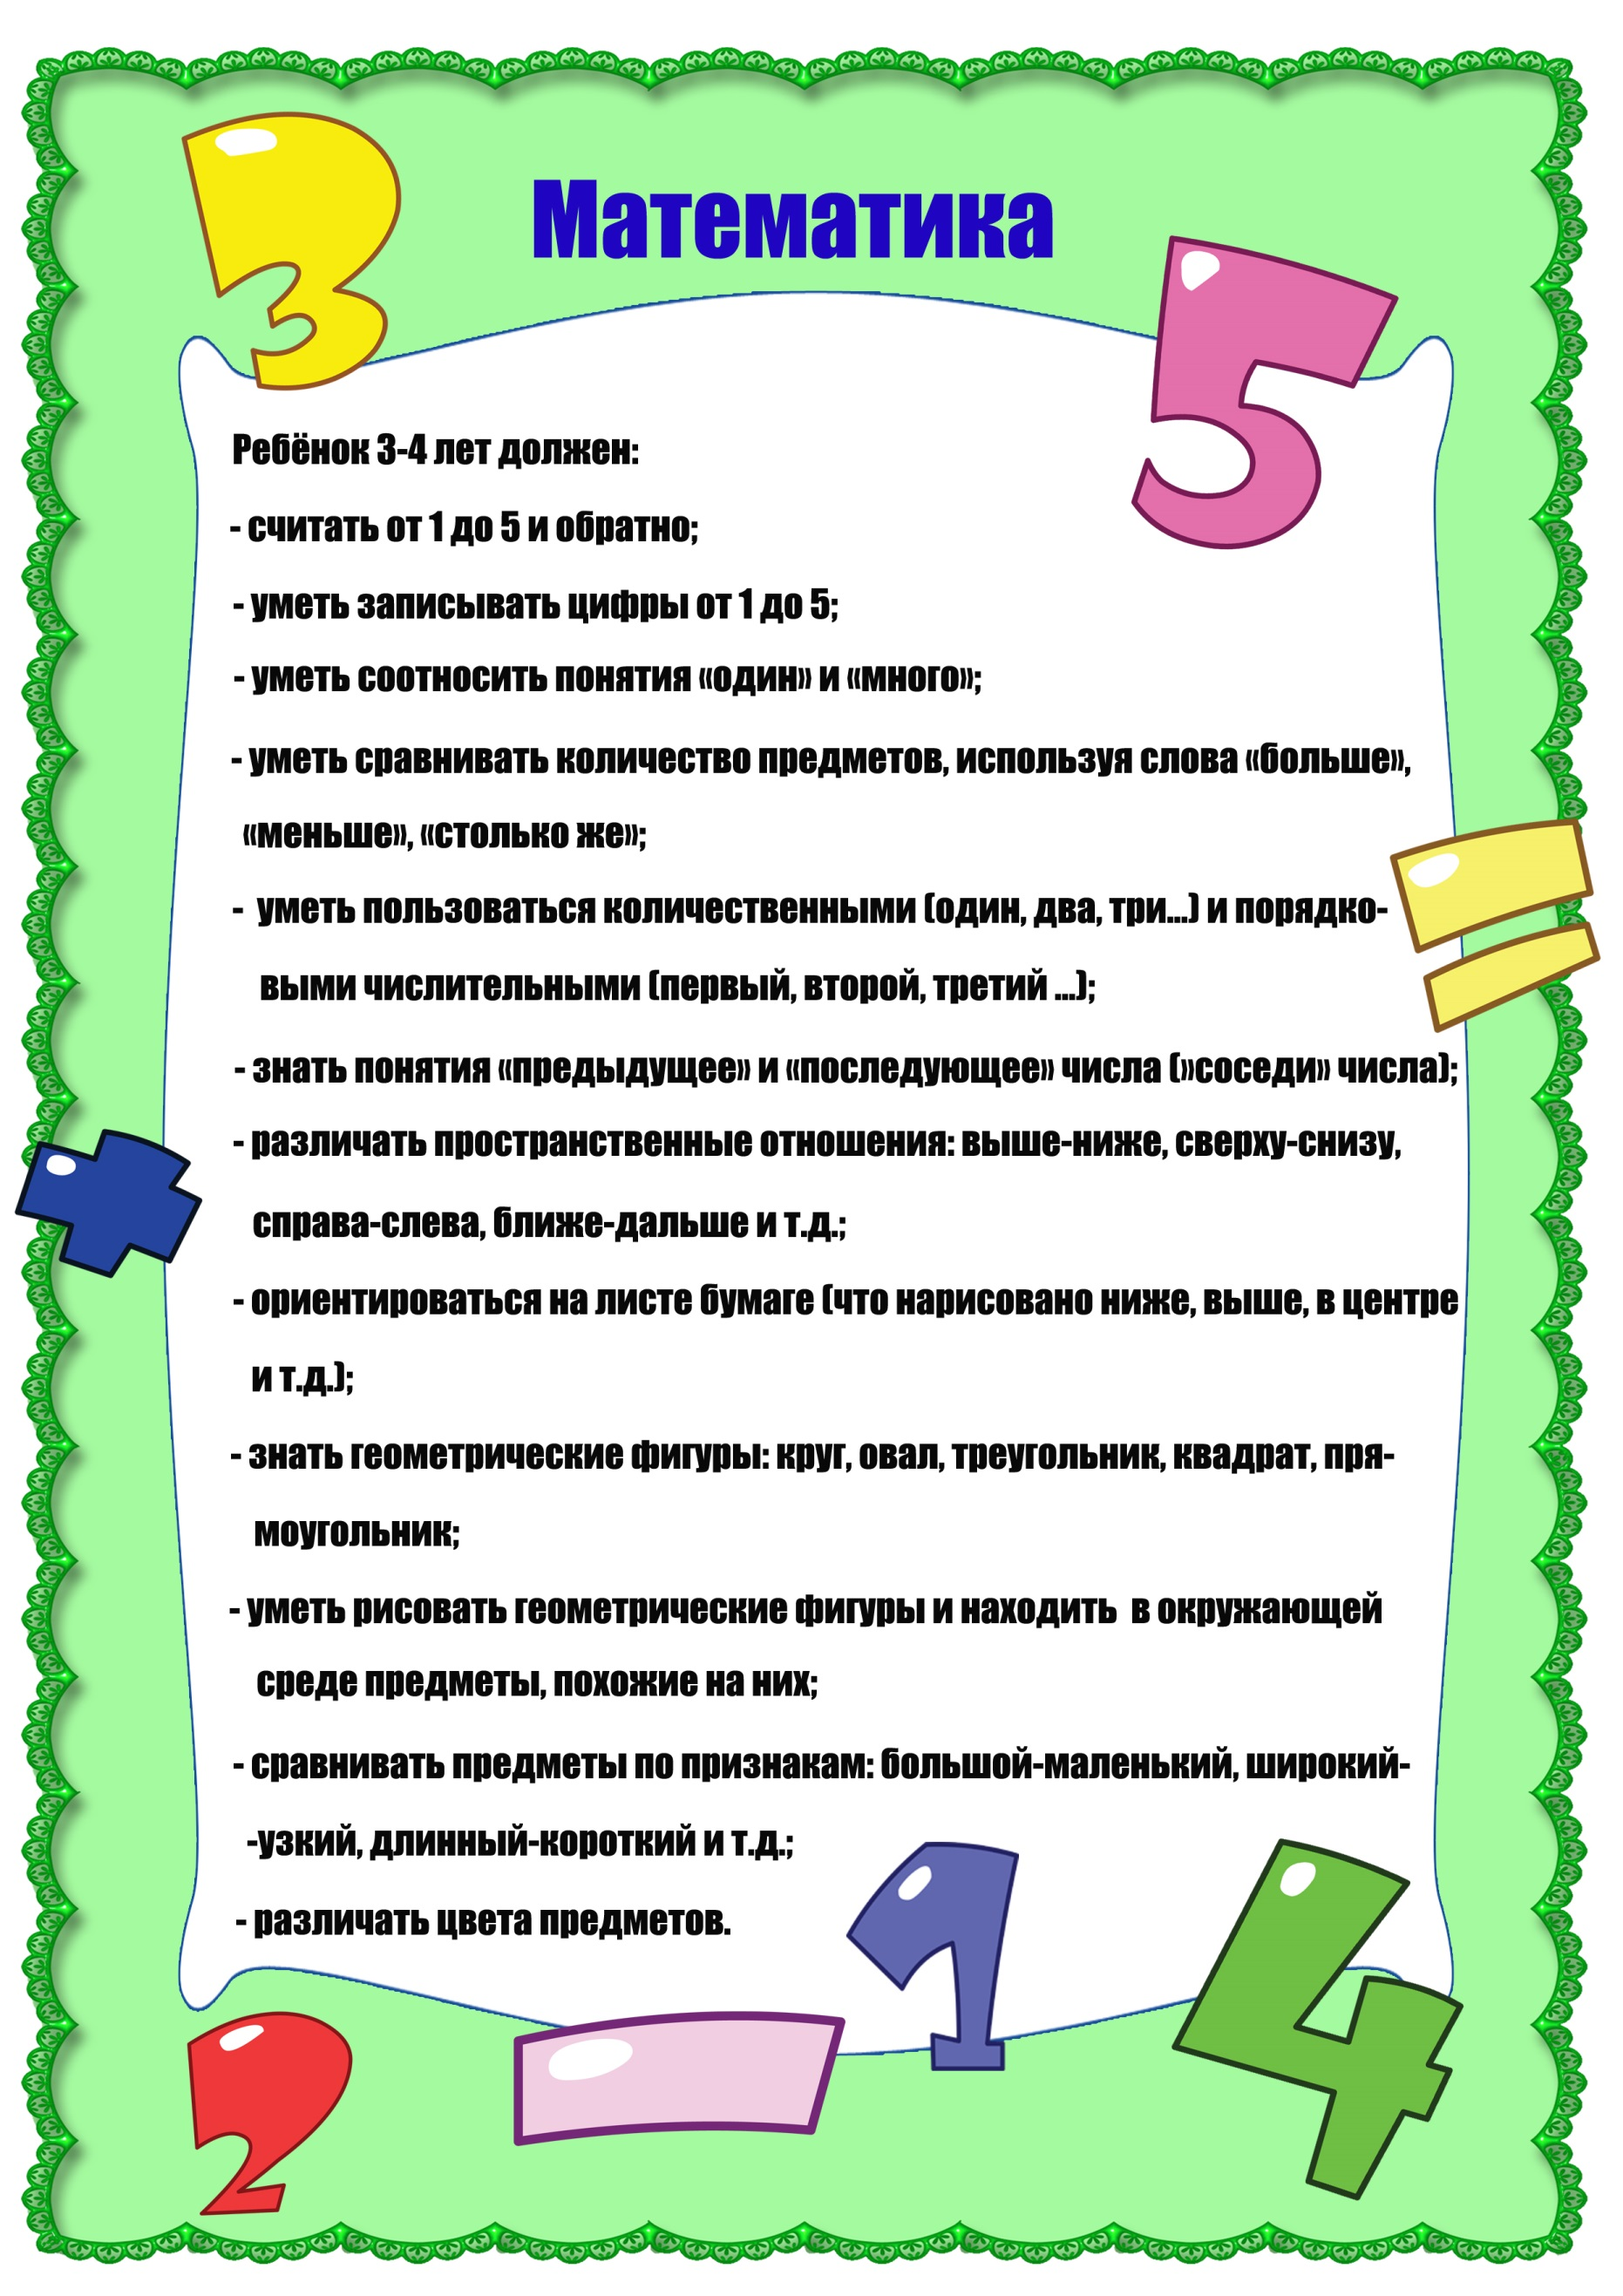 3
Математика
5
Ребёнок 3-4 лет должен:
- считать от 1 до 5 и обратно;
- уметь записывать цифры от 1 до 5;
- уметь соотносить понятия «один» и «много»;
- уметь сравнивать количество предметов, используя слова «больше»,
«меньше», «столько же»;
- уметь пользоваться количественными (один, два, три...) и порядко-
выми числительными (первый, второй, третий ...);
=
- знать понятия «предыдущее» и «последующее» числа (»соседи» числа);
- различать пространственные отношения: выше-ниже, сверху-снизу,
+
справа-слева, ближе-дальше и т.д.;
- ориентироваться на листе бумаге (что нарисовано ниже, выше, в центре
и т.д.);
- знать геометрические фигуры: круг, овал, треугольник, квадрат, пря-
моугольник;
- уметь рисовать геометрические фигуры и находить в окружающей
среде предметы, похожие на них;
- сравнивать предметы по признакам: большой-маленький, широкий-
-узкий, длинный-короткий и т.д.;
- различать цвета предметов.
1
4
2
-